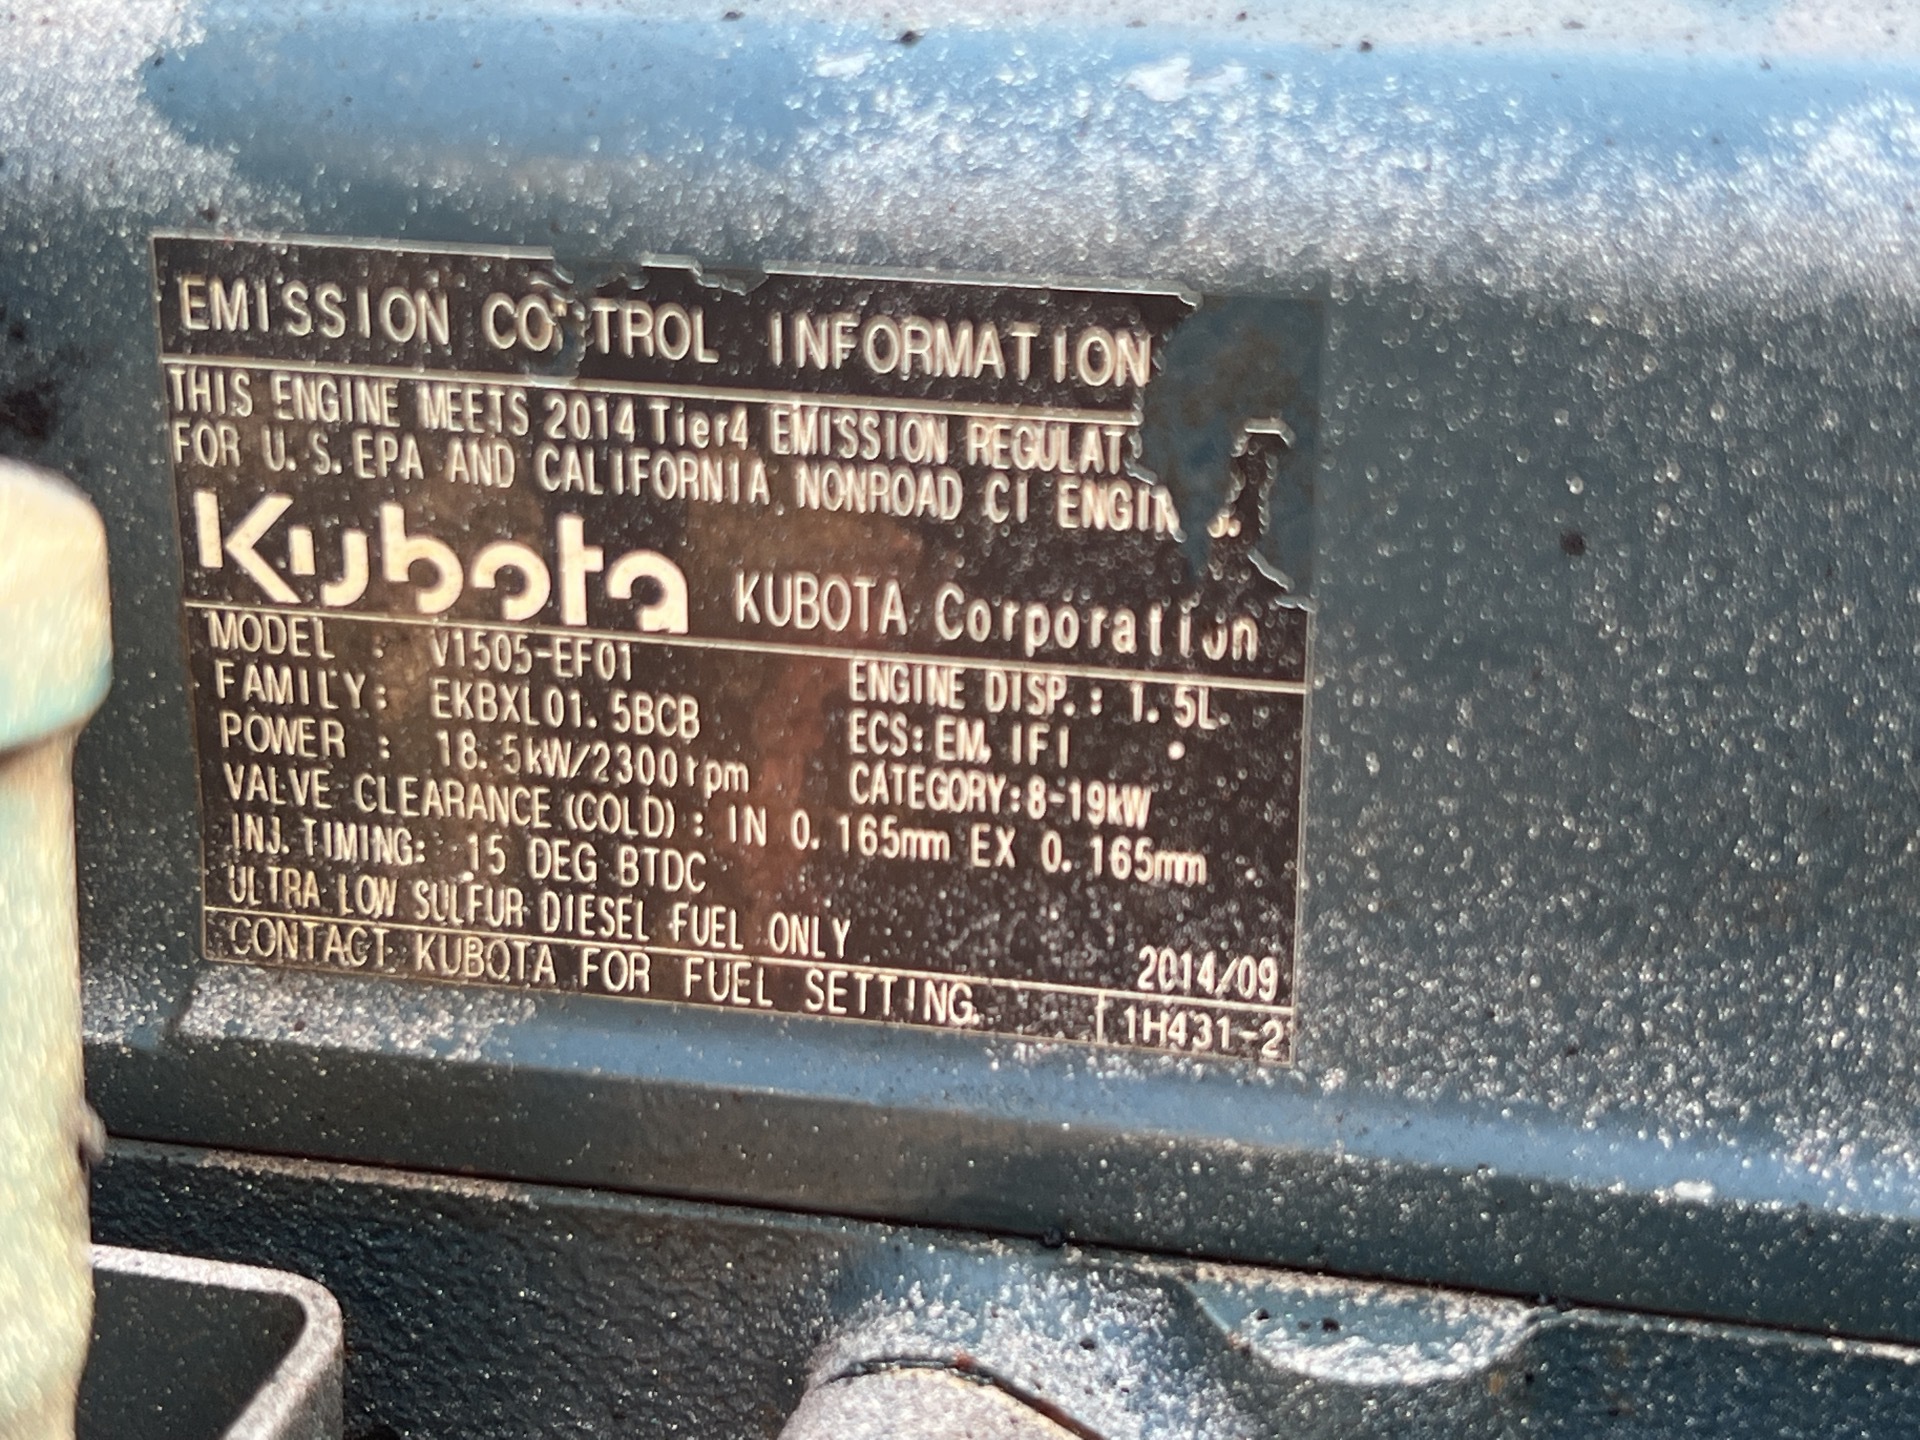 EMISSION CONTROL INFORMATION
THIS ENGINE MEETS 2014 Tier4 EMISSION REGULAT
FOR U.S. EPA AND CALIFORNIA NONROAD CI ENGIN S.
Kubota KUBOTA Corporation
MODEL : V1505-EF01 ENGINE DISP.: 1.5L
FAMILY: EKBXL01.5BCB ECS: EM, IFI
POWER : 18.5kW/2300rpm CATEGORY:8-19kW
VALVE CLEARANCE (COLD): IN 0.165mm EX 0.165mm
INJ. TIMING: 15 DEG BTDC
ULTRA LOW SULFUR DIESEL FUEL ONLY 2014/09
CONTACT KUBOTA FOR FUEL SETTING. 1H431-2